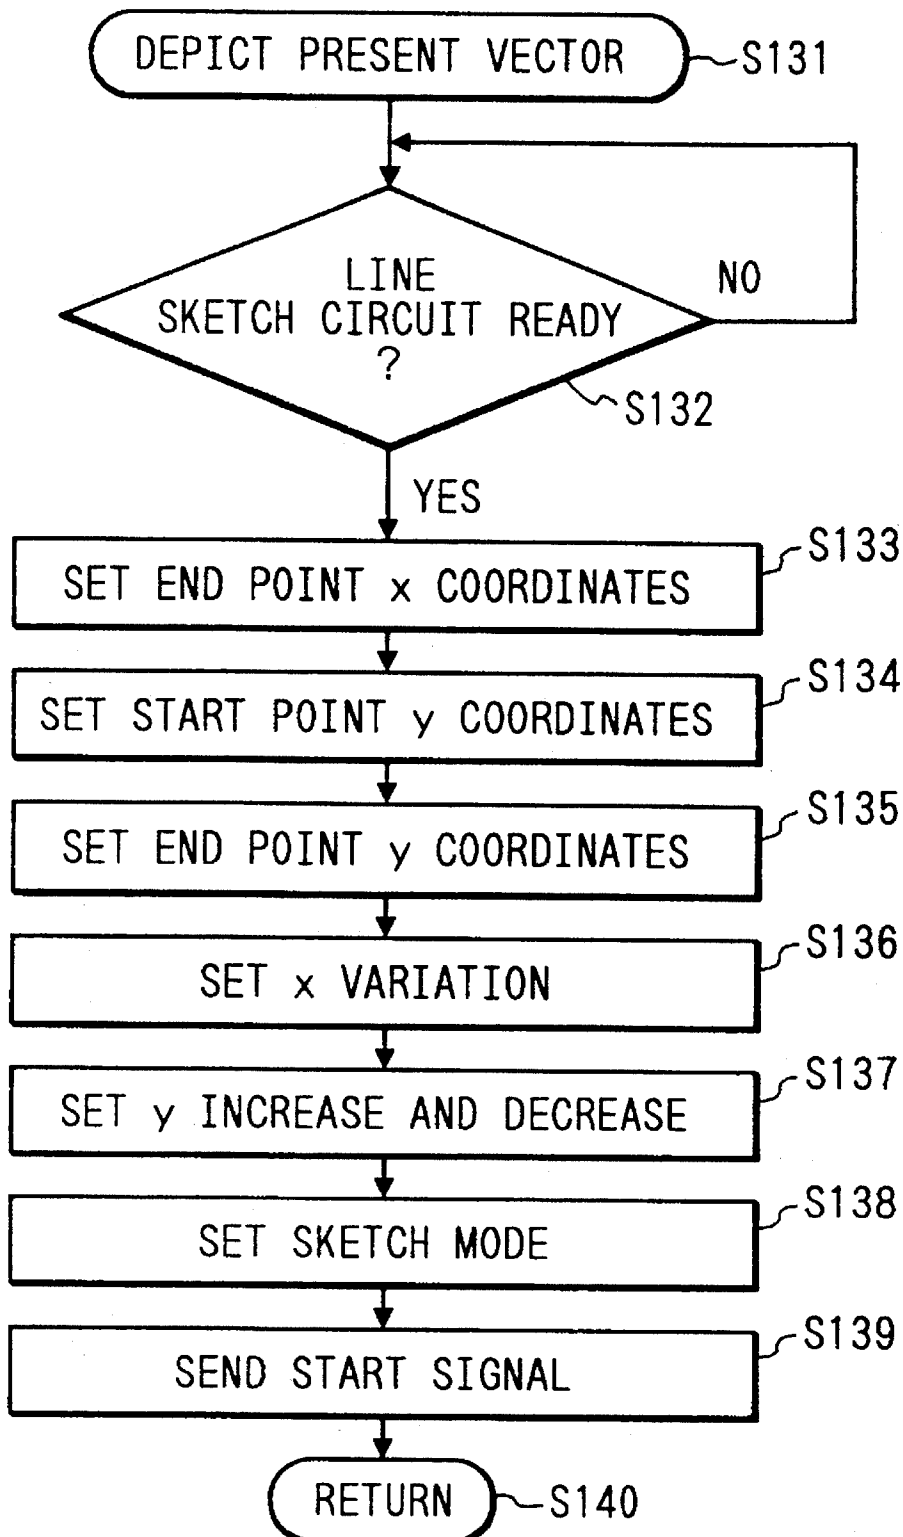 DEPICT PRESENT VECTOR
S131
LINE
SKETCH CIRCUIT READY
?
NO
S132
YES
S133
SET END POINT x COORDINATES
S134
SET START POINT y COORDINATES
S135
SET END POINT y COORDINATES
S136
SET x VARIATION
S137
SET y INCREASE AND DECREASE
S138
SET SKETCH MODE
S139
SEND START SIGNAL
RETURN
S140